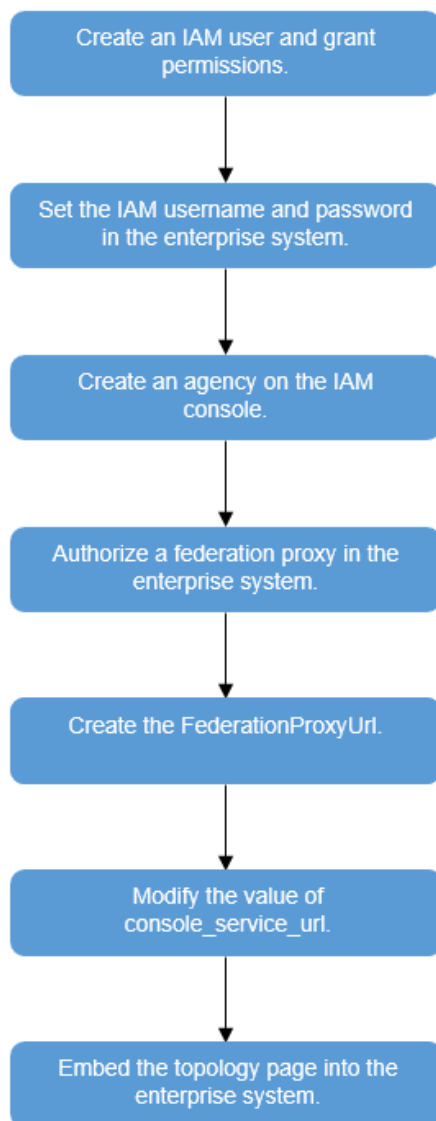 Create an IAM user and grant
permissions.
Set the IAM username and password
in the enterprise system.
Create an agency on the IAM
console.
Authorize a federation proxy in the
enterprise system.
Create the FederationProxyUrl.
Modify the value of
console_service_url.
Embed the topology page into the
enterprise system.